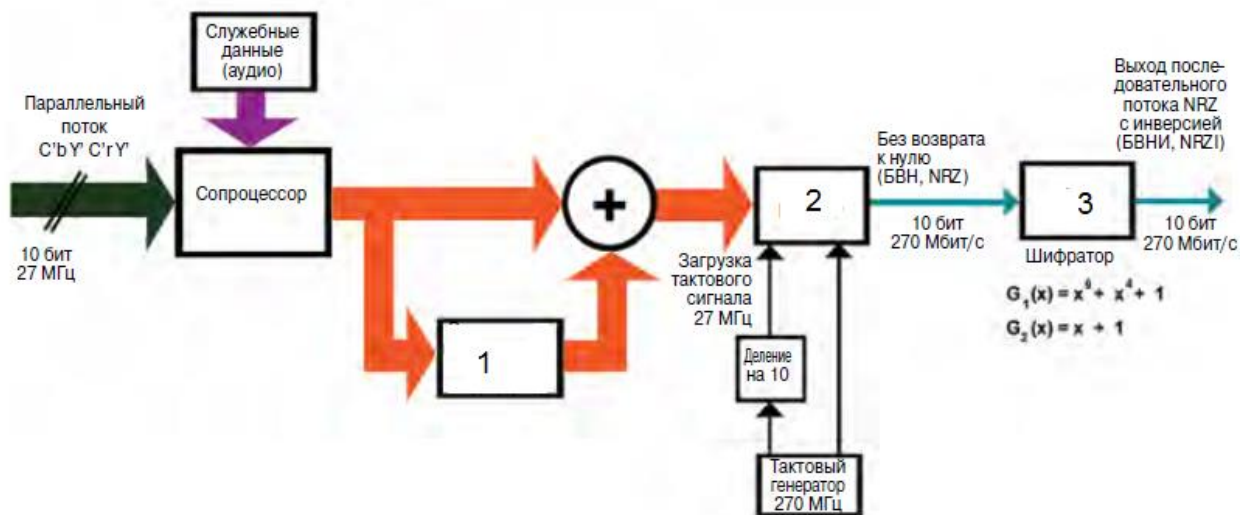 Служебные
данные
(аудио)
Параллельный
поток
C'b Y' C'r Y'
10 бит
27 МГц
Сопроцессор
1
+
Загрузка
тактового
сигнала
27 МГц
2
Деление
на 10
Тактовый
генератор
270 МГц
Без возврата
к нулю
(БВН, NRZ)
10 бит
270 Мбит/с
3
Шифратор
G₁(x) = x⁹ + x⁴ + 1
G₂(x) = x + 1
Выход после-
довательного
потока NRZ
с инверсией
(БВНИ, NRZI)
10 бит
270 Мбит/с